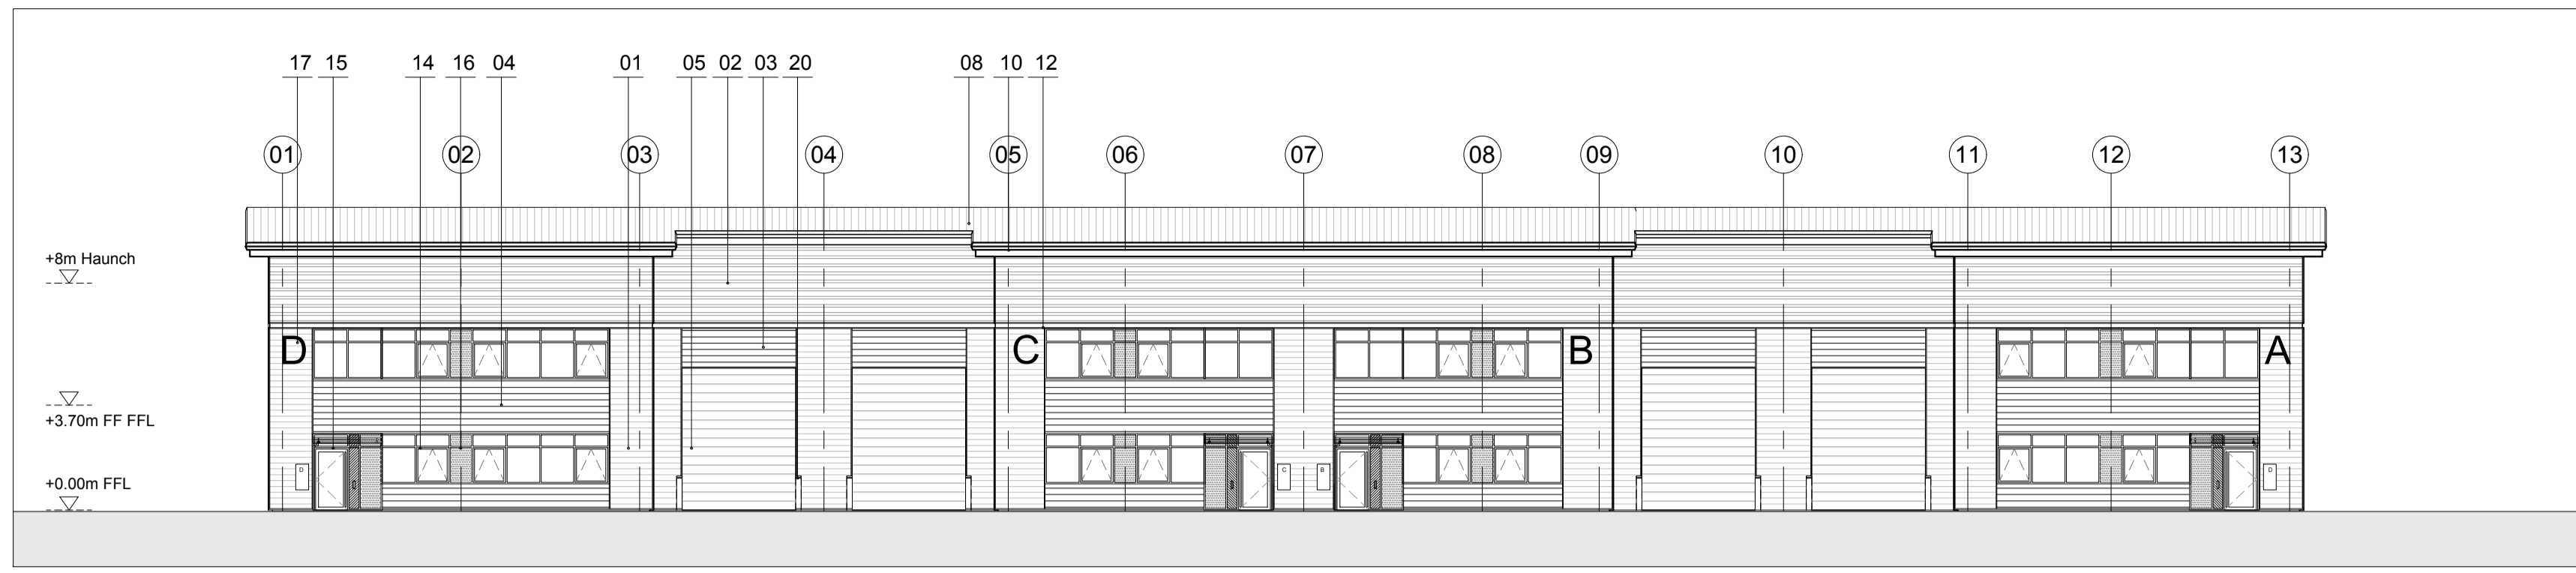 17 15 14 16 04 01 05 02 03 20 08 10 12
01 02 03 04 05 06 07 08 09 10 11 12 13
+8m Haunch
D C B A
+3.70m FF FFL
D C B D
+0.00m FFL